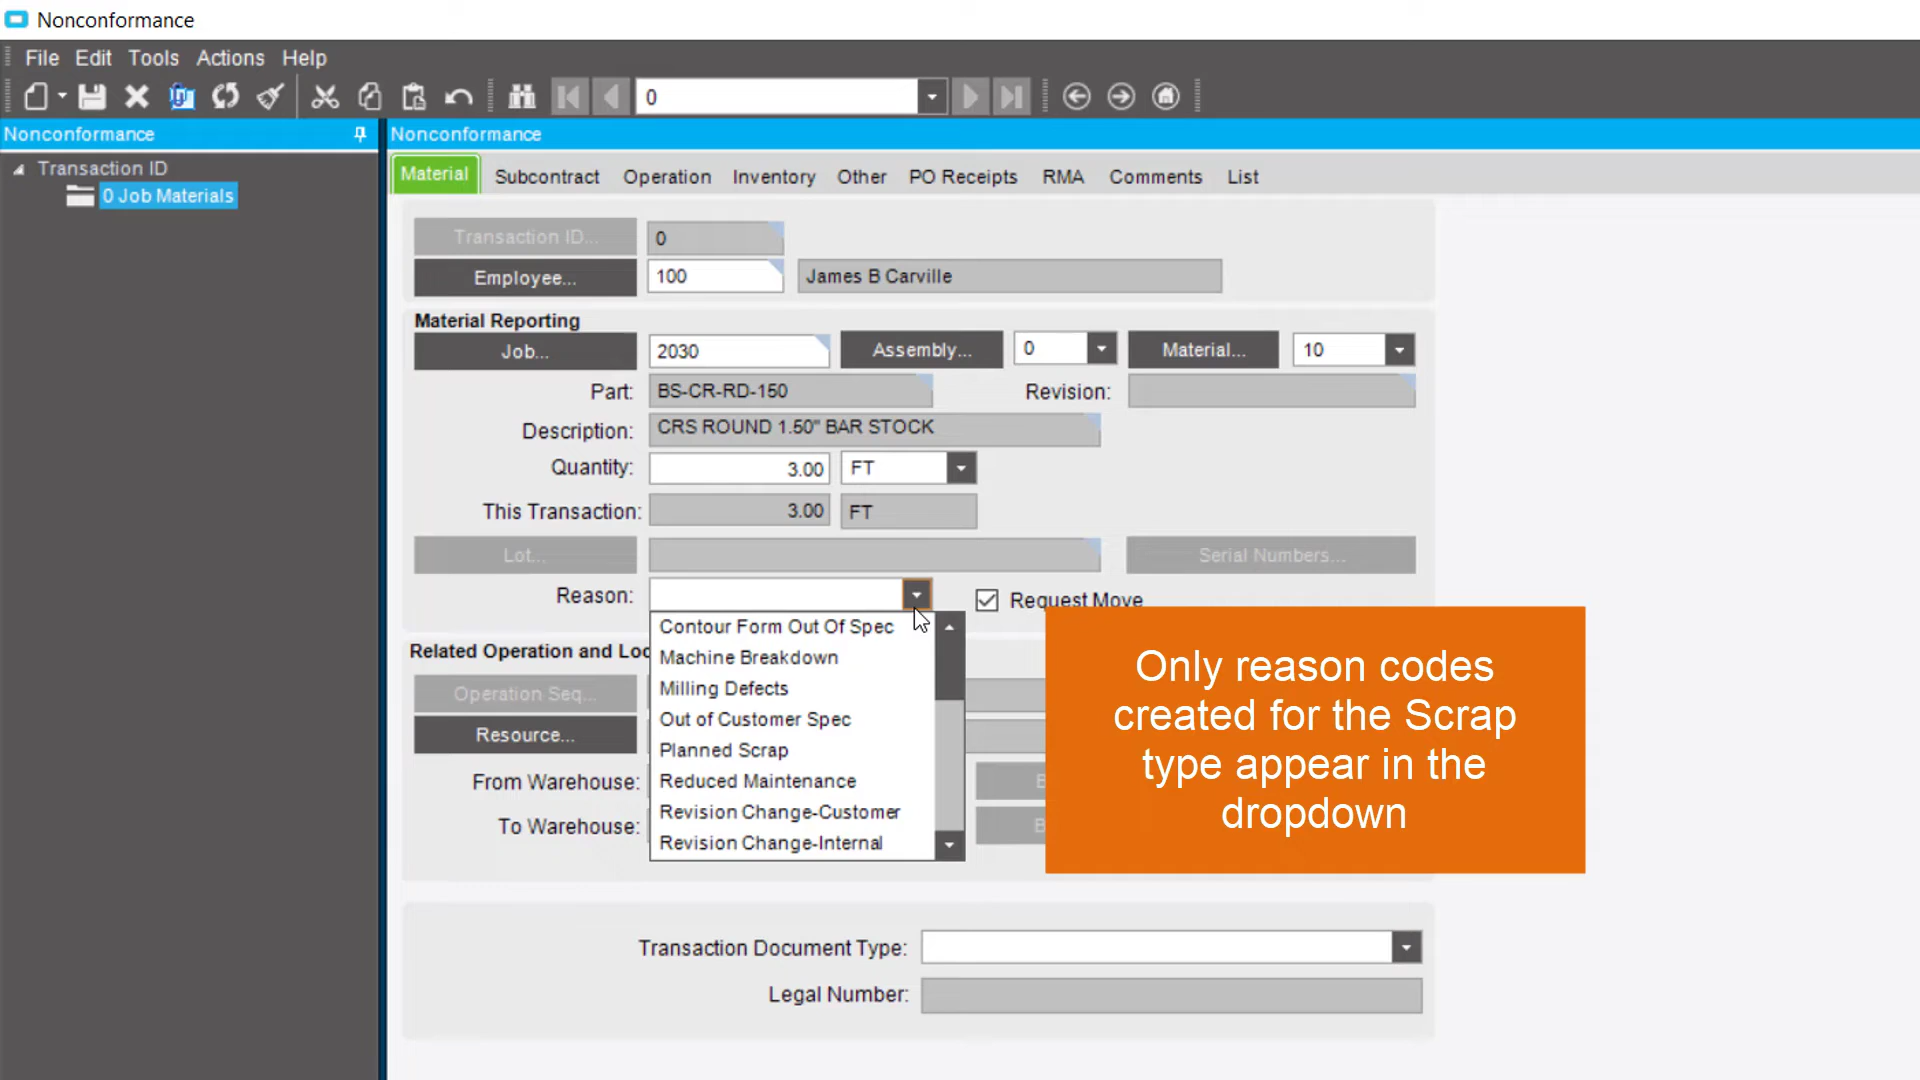 Nonconformance
File Edit Tools Actions Help
0
Nonconformance
Nonconformance
Transaction ID
0 Job Materials
Material Subcontract Operation Inventory Other PO Receipts RMA Comments List
Transaction ID... 0
Employee... 100 James B Carville
Material Reporting
Job... 2030 Assembly... 0 Material... 10
Part: BS-CR-RD-150 Revision:
Description: CRS ROUND 1.50" BAR STOCK
Quantity: 3.00 FT
This Transaction: 3.00 FT
Lot... Serial Numbers...
Reason: Request Move
Contour Form Out Of Spec
Related Operation and Loc
Machine Breakdown
Operation Seq...
Milling Defects
Out of Customer Spec
Resource...
Planned Scrap
From Warehouse:
Reduced Maintenance
Revision Change-Customer
To Warehouse:
Revision Change-Internal
Only reason codes
created for the Scrap
type appear in the
dropdown
Transaction Document Type:
Legal Number: